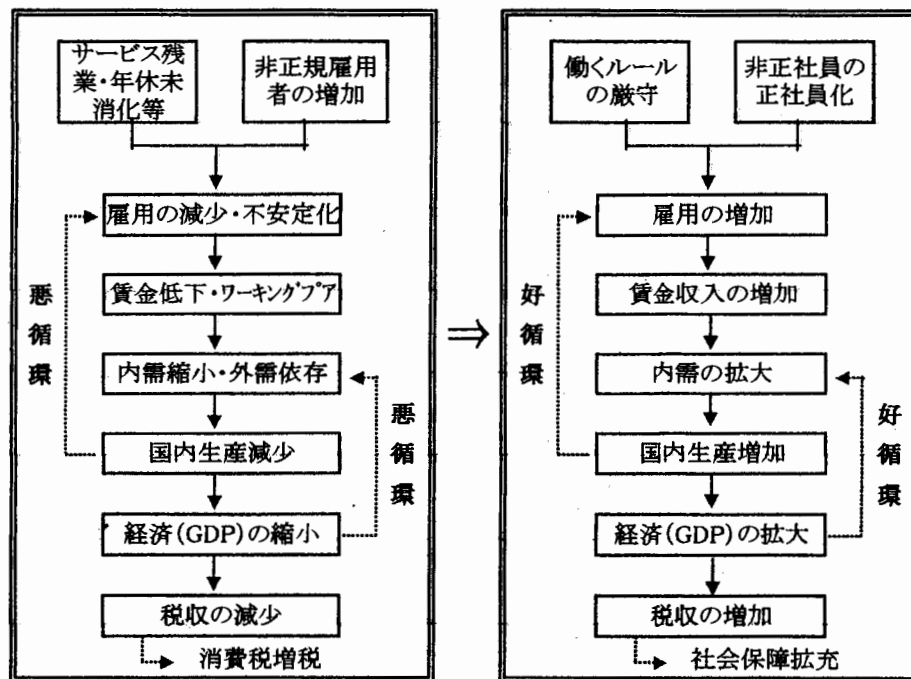 サービス残
業・年休未
消化等
非正規雇用
者の増加
雇用の減少・不安定化
賃金低下・ワーキングプア
内需縮小・外需依存
国内生産減少
経済(GDP)の縮小
税収の減少
消費税増税
悪循環
悪循環
⇒
働くルール
の厳守
非正社員の
正社員化
雇用の増加
賃金収入の増加
内需の拡大
国内生産増加
経済(GDP)の拡大
税収の増加
社会保障拡充
好循環
好循環